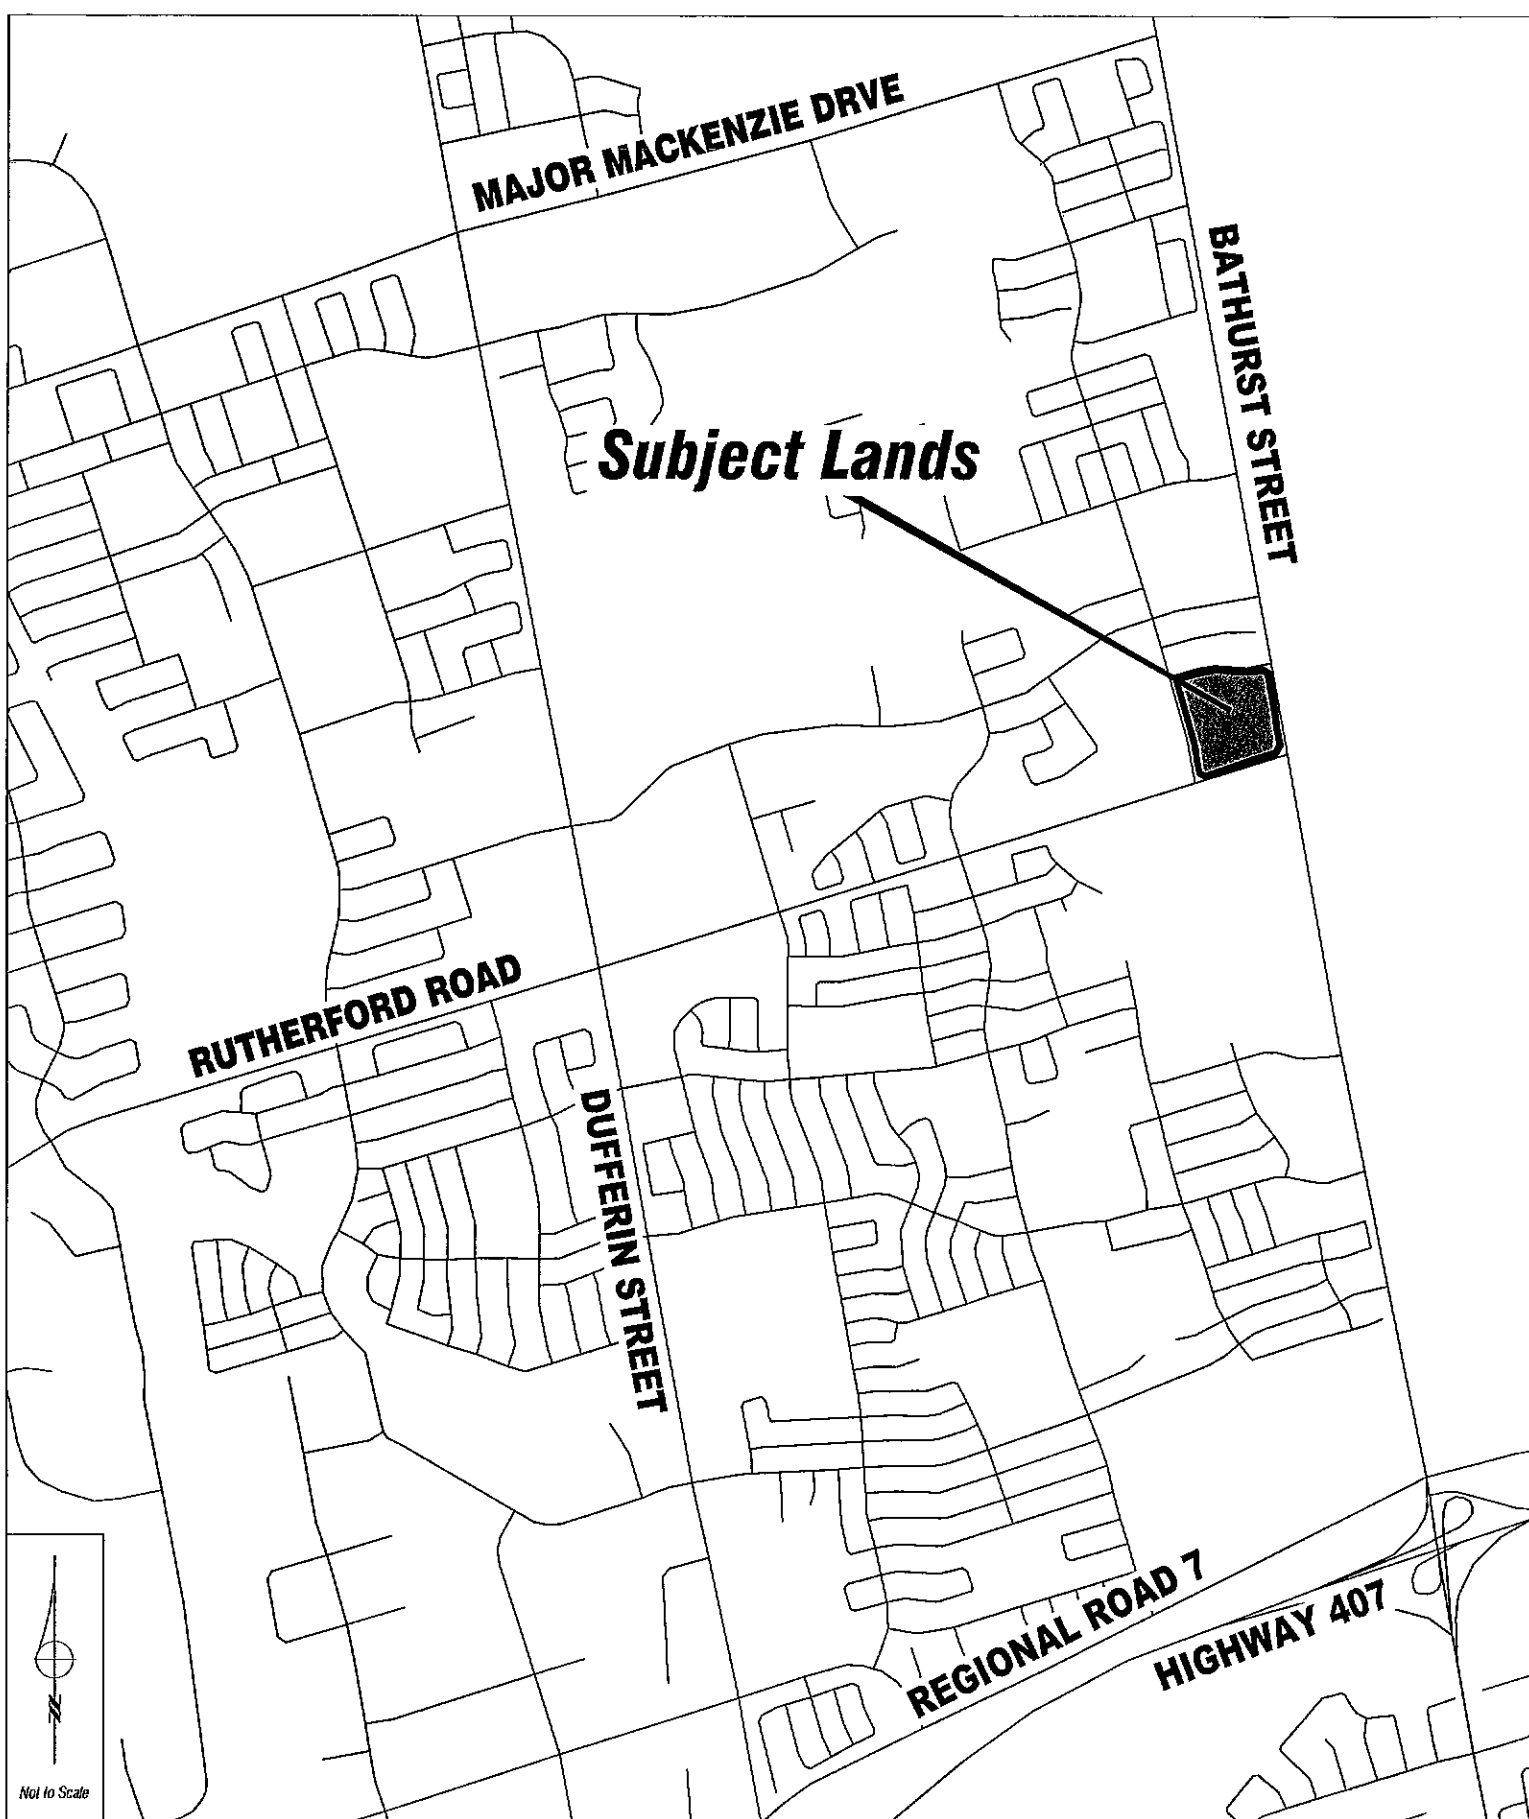 MAJOR MACKENZIE DRVE
BATHURST STREET
Subject Lands
RUTHERFORD ROAD
DUFFERIN STREET
REGIONAL ROAD 7
HIGHWAY 407
N
Not to Scale